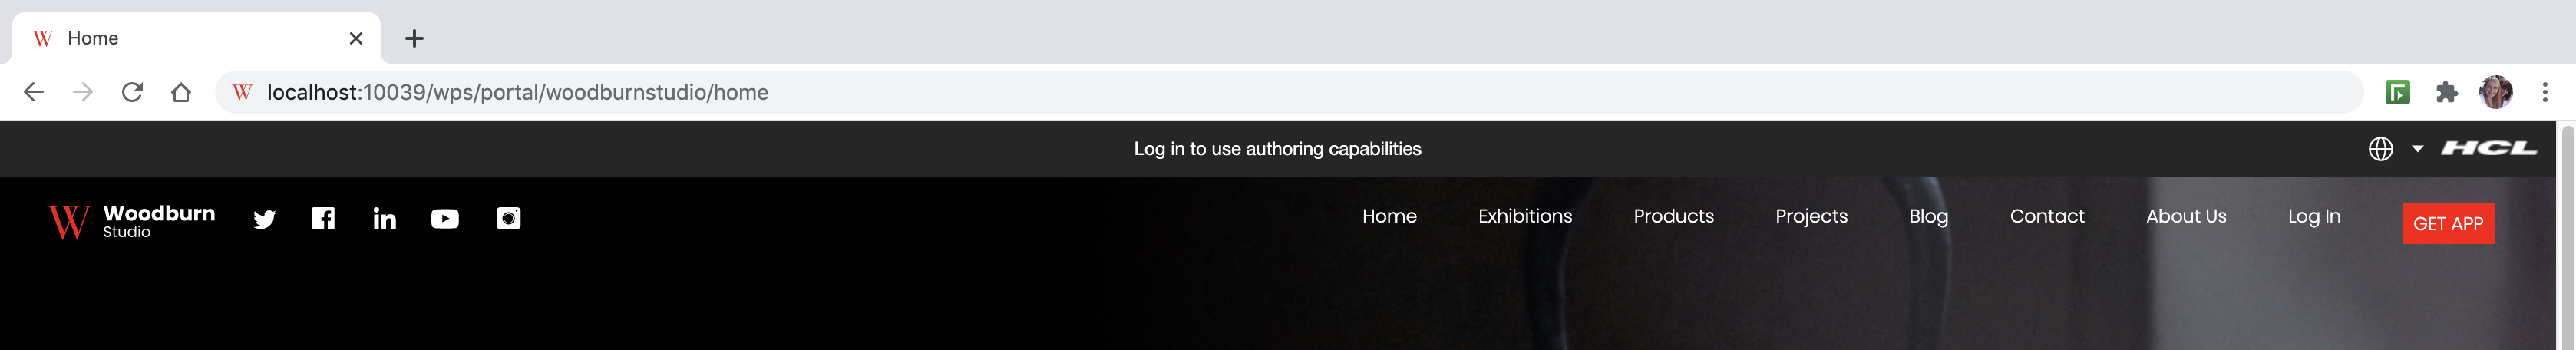 Home
localhost:10039/wps/portal/woodburnstudio/home
Log in to use authoring capabilities
HCL
W Woodburn
Studio
Home Exhibitions Products Projects Blog Contact About Us Log In GET APP